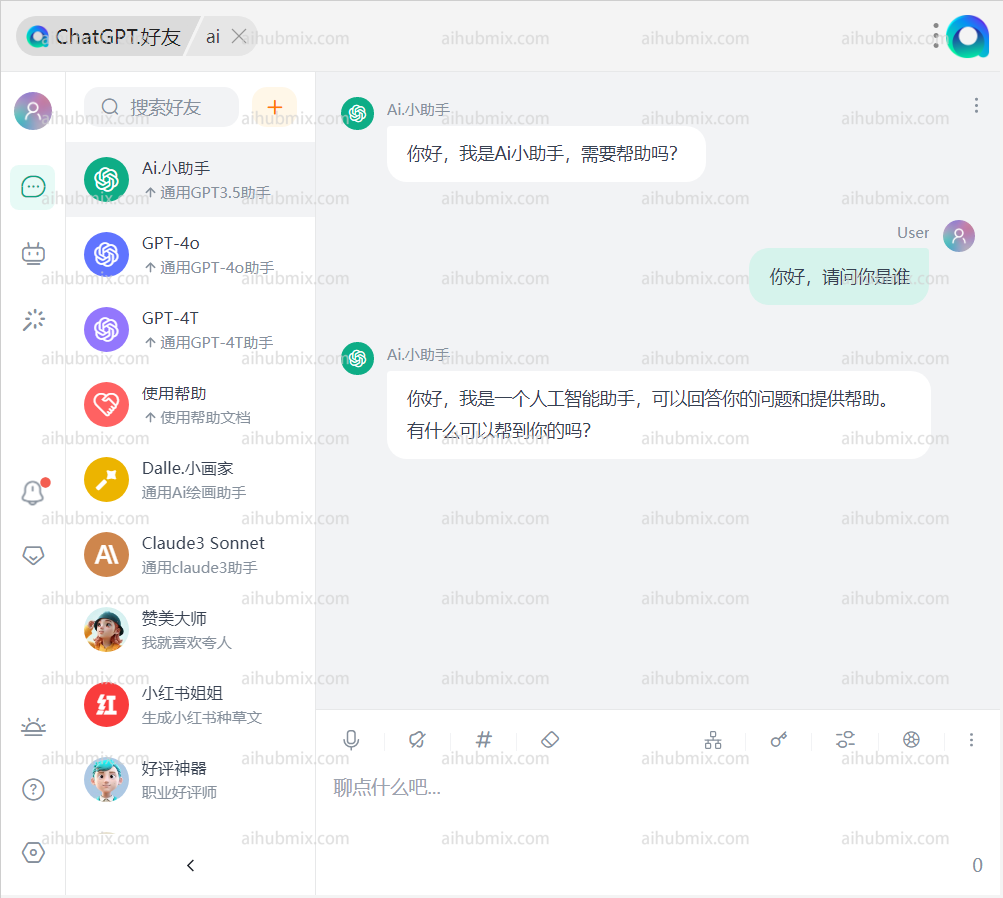 ChatGPT.好友
ai
搜索好友
Ai.小助手
通用GPT3.5助手
GPT-4o
通用GPT-4o助手
GPT-4T
通用GPT-4T助手
使用帮助
使用帮助文档
Dalle.小画家
通用Ai绘画助手
Claude3 Sonnet
通用claude3助手
赞美大师
我就喜欢夸人
小红书姐姐
生成小红书种草文
好评神器
职业好评师
Ai.小助手
你好，我是Ai小助手，需要帮助吗？
User
你好，请问你是谁
Ai.小助手
你好，我是一个人工智能助手，可以回答你的问题和提供帮助。
有什么可以帮到你的吗？
聊点什么吧...
0
aihubmix.com